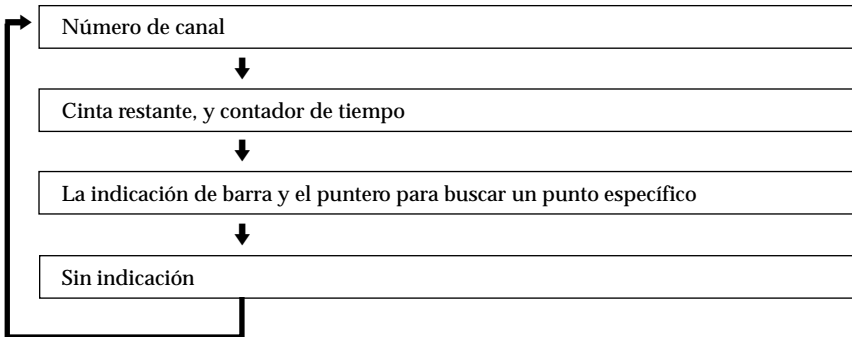 Número de canal
Cinta restante, y contador de tiempo
La indicación de barra y el puntero para buscar un punto específico
Sin indicación